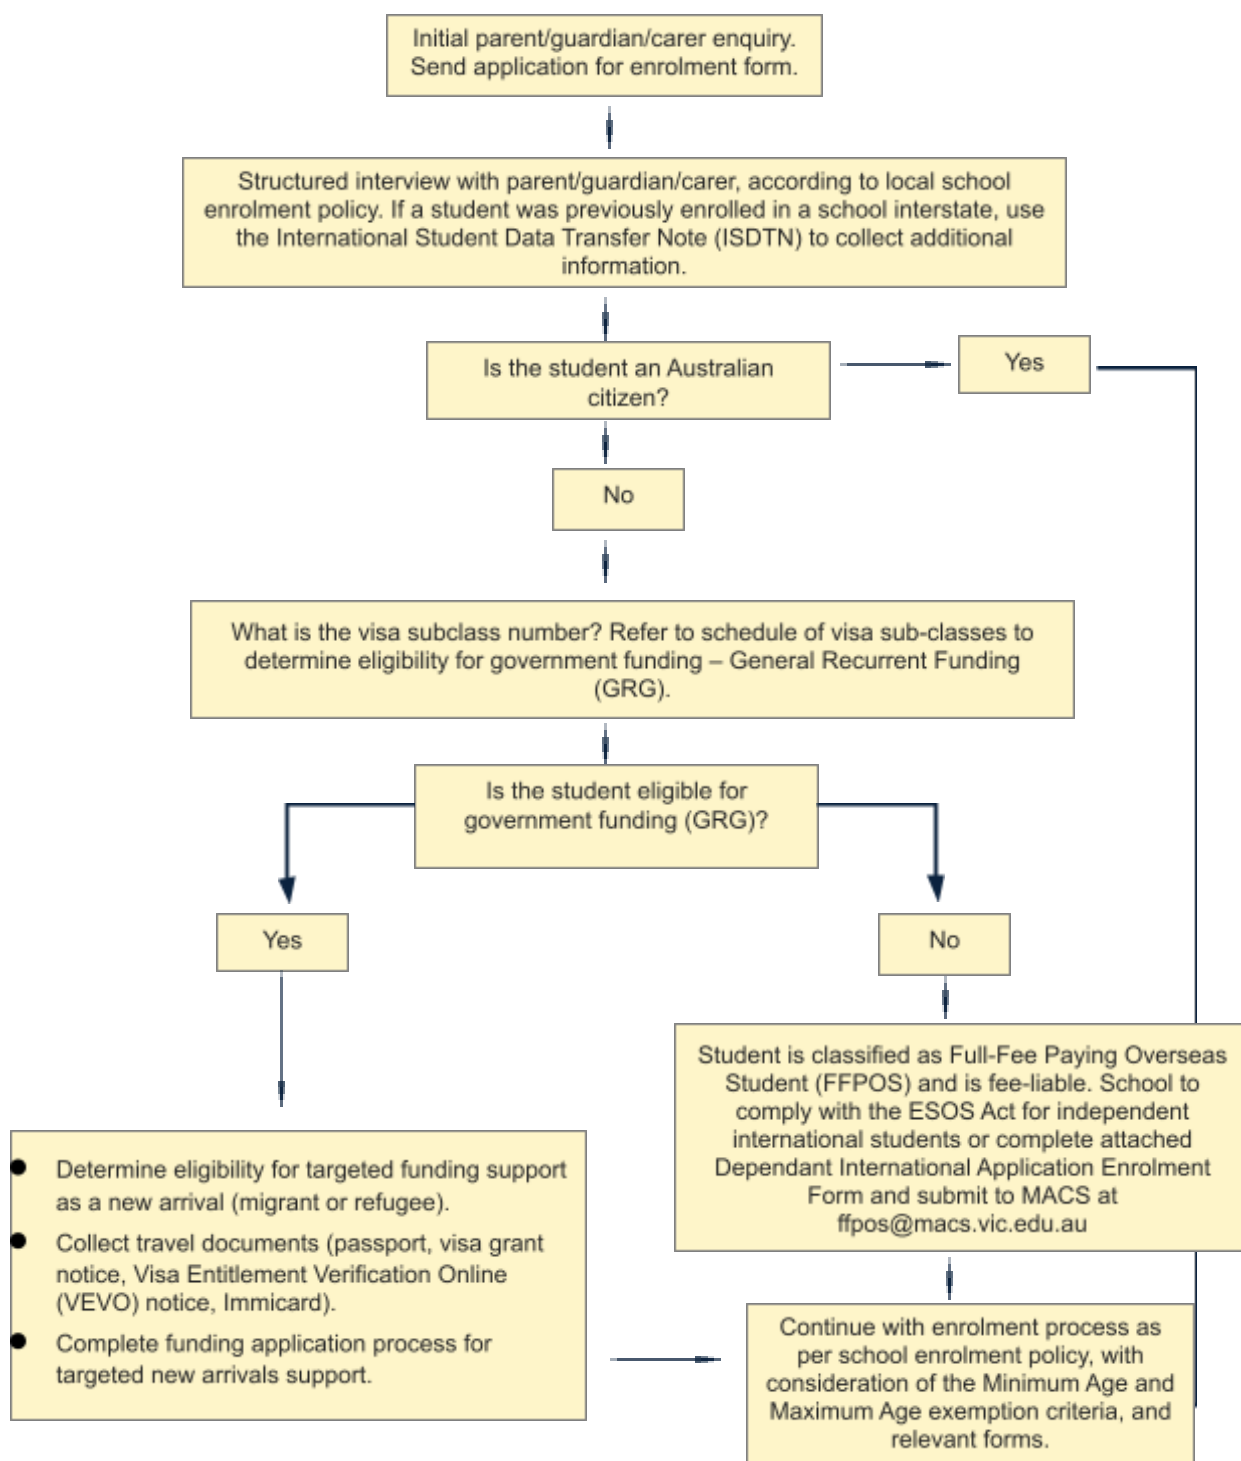 Initial parent/guardian/carer enquiry.
Send application for enrolment form.
Structured interview with parent/guardian/carer, according to local school
enrolment policy. If a student was previously enrolled in a school interstate, use
the International Student Data Transfer Note (ISDTN) to collect additional
information.
Is the student an Australian
citizen?
Yes
No
What is the visa subclass number? Refer to schedule of visa sub-classes to
determine eligibility for government funding – General Recurrent Funding
(GRG).
Is the student eligible for
government funding (GRG)?
Yes
No
Student is classified as Full-Fee Paying Overseas
Student (FFPOS) and is fee-liable. School to
comply with the ESOS Act for independent
international students or complete attached
Dependant International Application Enrolment
Form and submit to MACS at
ffpos@macs.vic.edu.au
● Determine eligibility for targeted funding support
as a new arrival (migrant or refugee).
● Collect travel documents (passport, visa grant
notice, Visa Entitlement Verification Online
(VEVO) notice, Immicard).
● Complete funding application process for
targeted new arrivals support.
Continue with enrolment process as
per school enrolment policy, with
consideration of the Minimum Age and
Maximum Age exemption criteria, and
relevant forms.